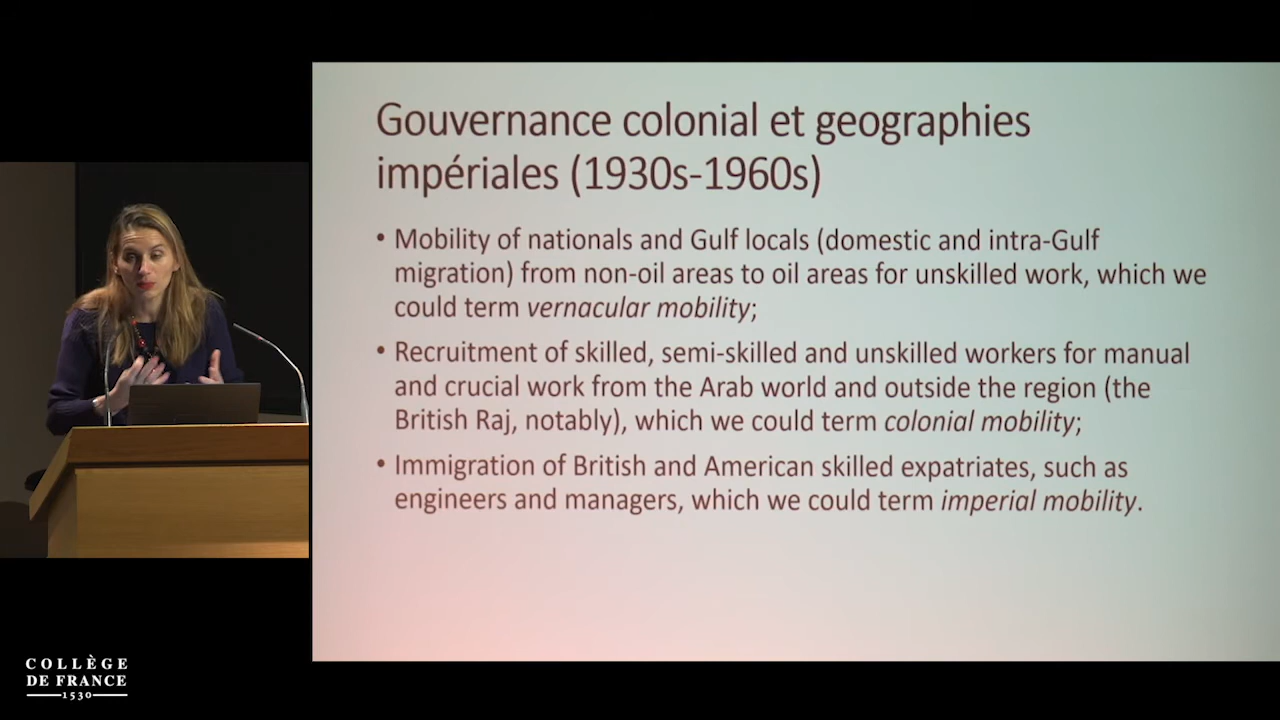 Gouvernance colonial et geographies
impériales (1930s-1960s)
• Mobility of nationals and Gulf locals (domestic and intra-Gulf
migration) from non-oil areas to oil areas for unskilled work, which we
could term vernacular mobility;
• Recruitment of skilled, semi-skilled and unskilled workers for manual
and crucial work from the Arab world and outside the region (the
British Raj, notably), which we could term colonial mobility;
• Immigration of British and American skilled expatriates, such as
engineers and managers, which we could term imperial mobility.
COLLÈGE
DE FRANCE
1530